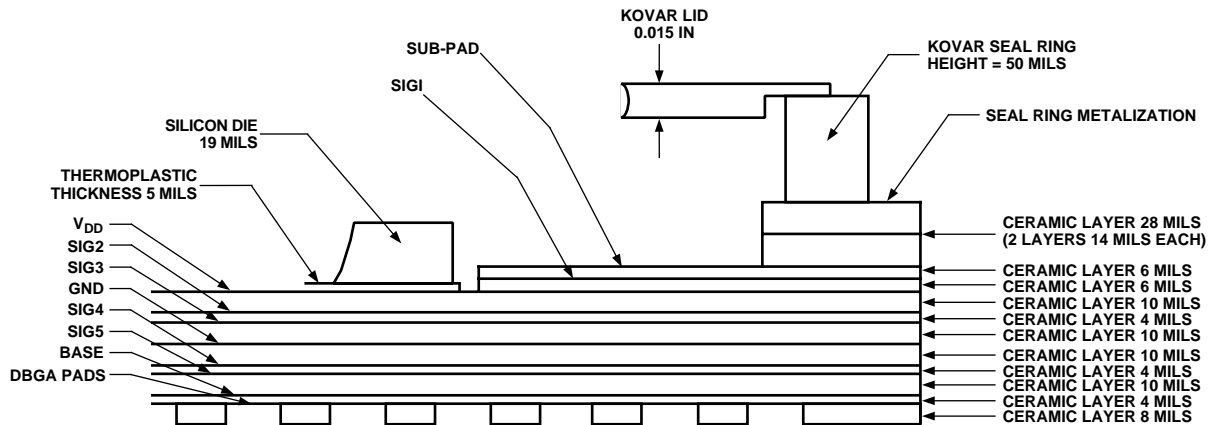 KOVAR LID
0.015 IN
SUB-PAD
SIGI
KOVAR SEAL RING
HEIGHT = 50 MILS
SEAL RING METALIZATION
SILICON DIE
19 MILS
THERMOPLASTIC
THICKNESS 5 MILS
VDD
SIG2
SIG3
GND
SIG4
SIG5
BASE
DBGA PADS
CERAMIC LAYER 28 MILS
(2 LAYERS 14 MILS EACH)
CERAMIC LAYER 6 MILS
CERAMIC LAYER 6 MILS
CERAMIC LAYER 10 MILS
CERAMIC LAYER 4 MILS
CERAMIC LAYER 10 MILS
CERAMIC LAYER 10 MILS
CERAMIC LAYER 4 MILS
CERAMIC LAYER 10 MILS
CERAMIC LAYER 4 MILS
CERAMIC LAYER 8 MILS